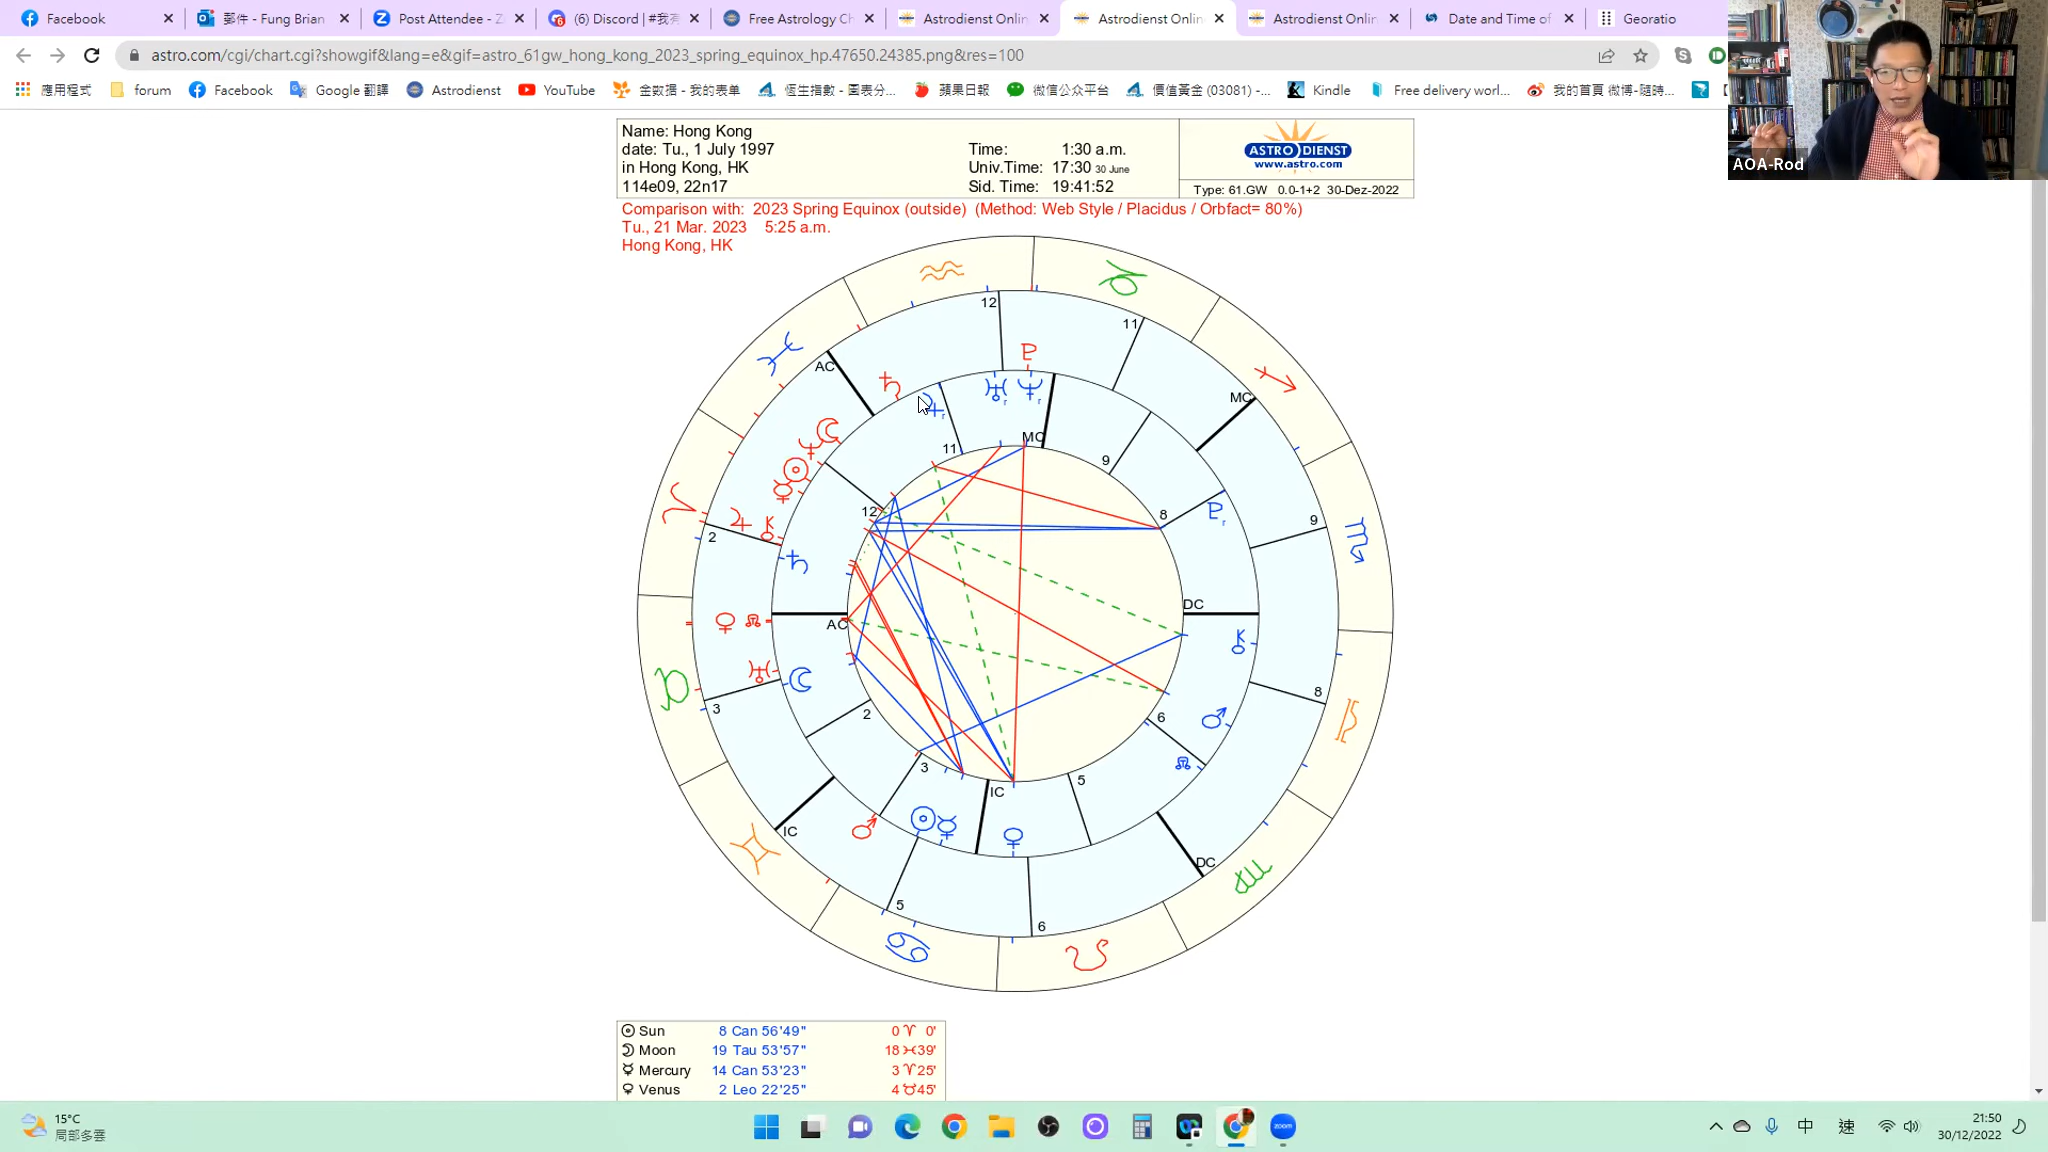 Facebook
郵件 - Fung Brian
Post Attendee - Z
(6) Discord | #我
Free Astrology Ch
Astrodienst Onlin
Astrodienst Onlin
Astrodienst Onlin
Date and Time of
Georatio
astro.com/cgi/chart.cgi?showgif&lang=e&gif=astro_61gw_hong_kong_2023_spring_equinox_hp.47650.24385.png&res=100
應用程式
forum
Facebook
Google 翻譯
Astrodienst
YouTube
金数据 - 我的表单
恆生指數 - 圖表分...
蘋果日報
微信公众平台
價值黃金 (03081) -...
Kindle
Free delivery worl...
我的首頁 微博-隨時...
AOA-Rod
Name: Hong Kong
date: Tu., 1 July 1997
in Hong Kong, HK
114e09, 22n17
Time: 1:30 a.m.
Univ.Time: 17:30 30 June
Sid. Time: 19:41:52
ASTRO DIENST
www.astro.com
Type: 61.GW 0.0-1+2 30-Dez-2022
Comparison with: 2023 Spring Equinox (outside) (Method: Web Style / Placidus / Orbfact= 80%)
Tu., 21 Mar. 2023 5:25 a.m.
Hong Kong, HK
12
11
AC
MC
MC
11
9
12
8
9
2
DC
AC
8
3
2
6
3
IC
5
IC
DC
5
6
☉ Sun 8 Can 56'49" 0 ♈ 0'
☽ Moon 19 Tau 53'57" 18 ♓39'
☿ Mercury 14 Can 53'23" 3 ♈25'
♀ Venus 2 Leo 22'25" 4 ♉45'
15°C
局部多雲
zoom
中
速
21:50
30/12/2022